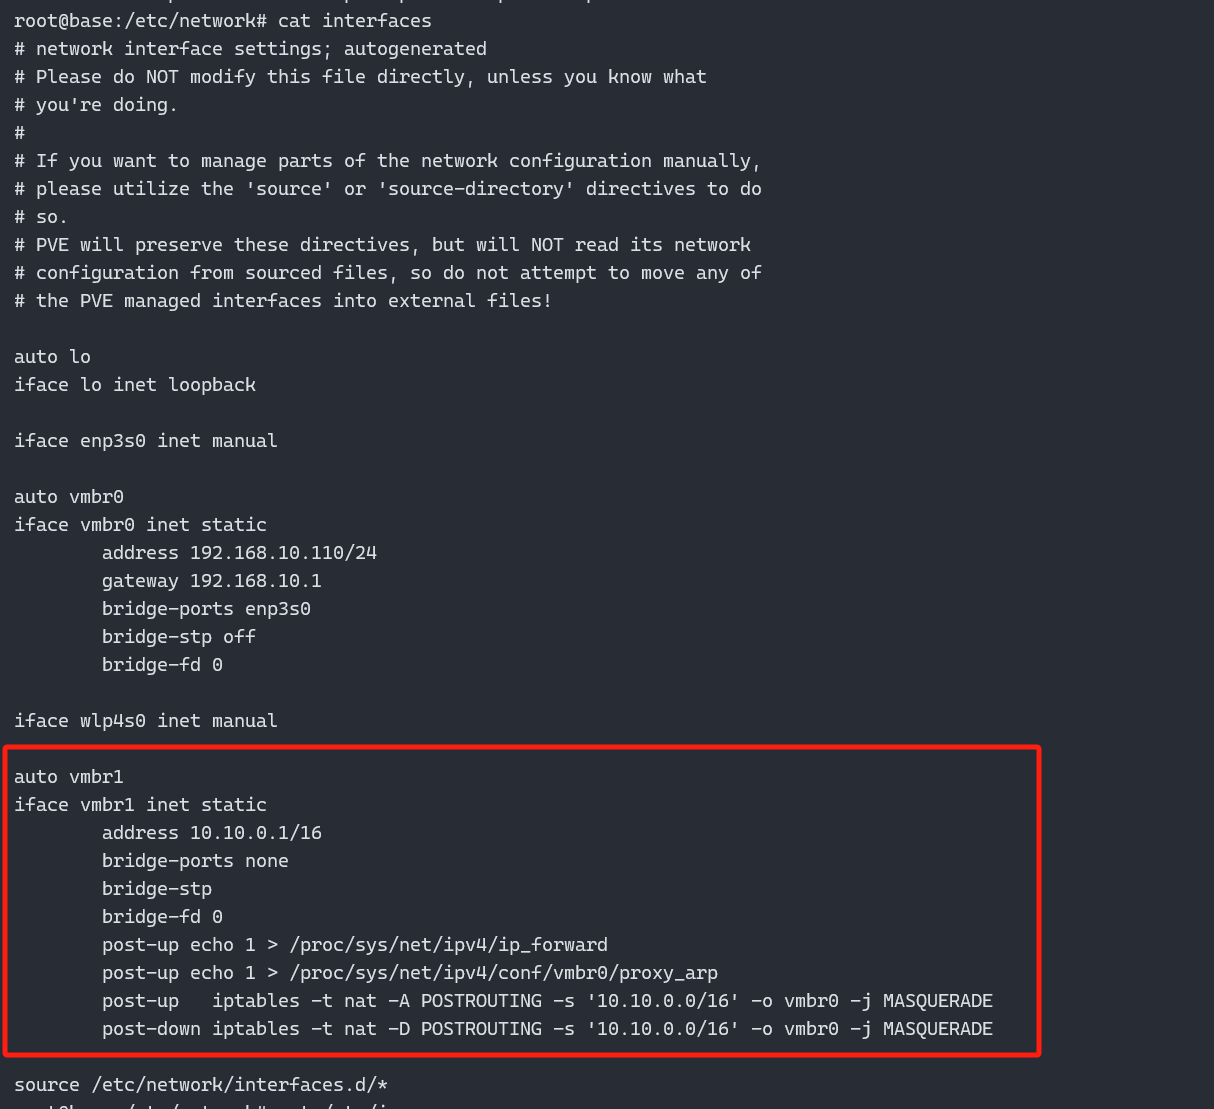 root@base:/etc/network# cat interfaces
# network interface settings; autogenerated
# Please do NOT modify this file directly, unless you know what
# you're doing.
#
# If you want to manage parts of the network configuration manually,
# please utilize the 'source' or 'source-directory' directives to do
# so.
# PVE will preserve these directives, but will NOT read its network
# configuration from sourced files, so do not attempt to move any of
# the PVE managed interfaces into external files!
auto lo
iface lo inet loopback
iface enp3s0 inet manual
auto vmbr0
iface vmbr0 inet static
        address 192.168.10.110/24
        gateway 192.168.10.1
        bridge-ports enp3s0
        bridge-stp off
        bridge-fd 0
iface wlp4s0 inet manual
auto vmbr1
iface vmbr1 inet static
        address 10.10.0.1/16
        bridge-ports none
        bridge-stp
        bridge-fd 0
        post-up echo 1 > /proc/sys/net/ipv4/ip_forward
        post-up echo 1 > /proc/sys/net/ipv4/conf/vmbr0/proxy_arp
        post-up   iptables -t nat -A POSTROUTING -s '10.10.0.0/16' -o vmbr0 -j MASQUERADE
        post-down iptables -t nat -D POSTROUTING -s '10.10.0.0/16' -o vmbr0 -j MASQUERADE
source /etc/network/interfaces.d/*